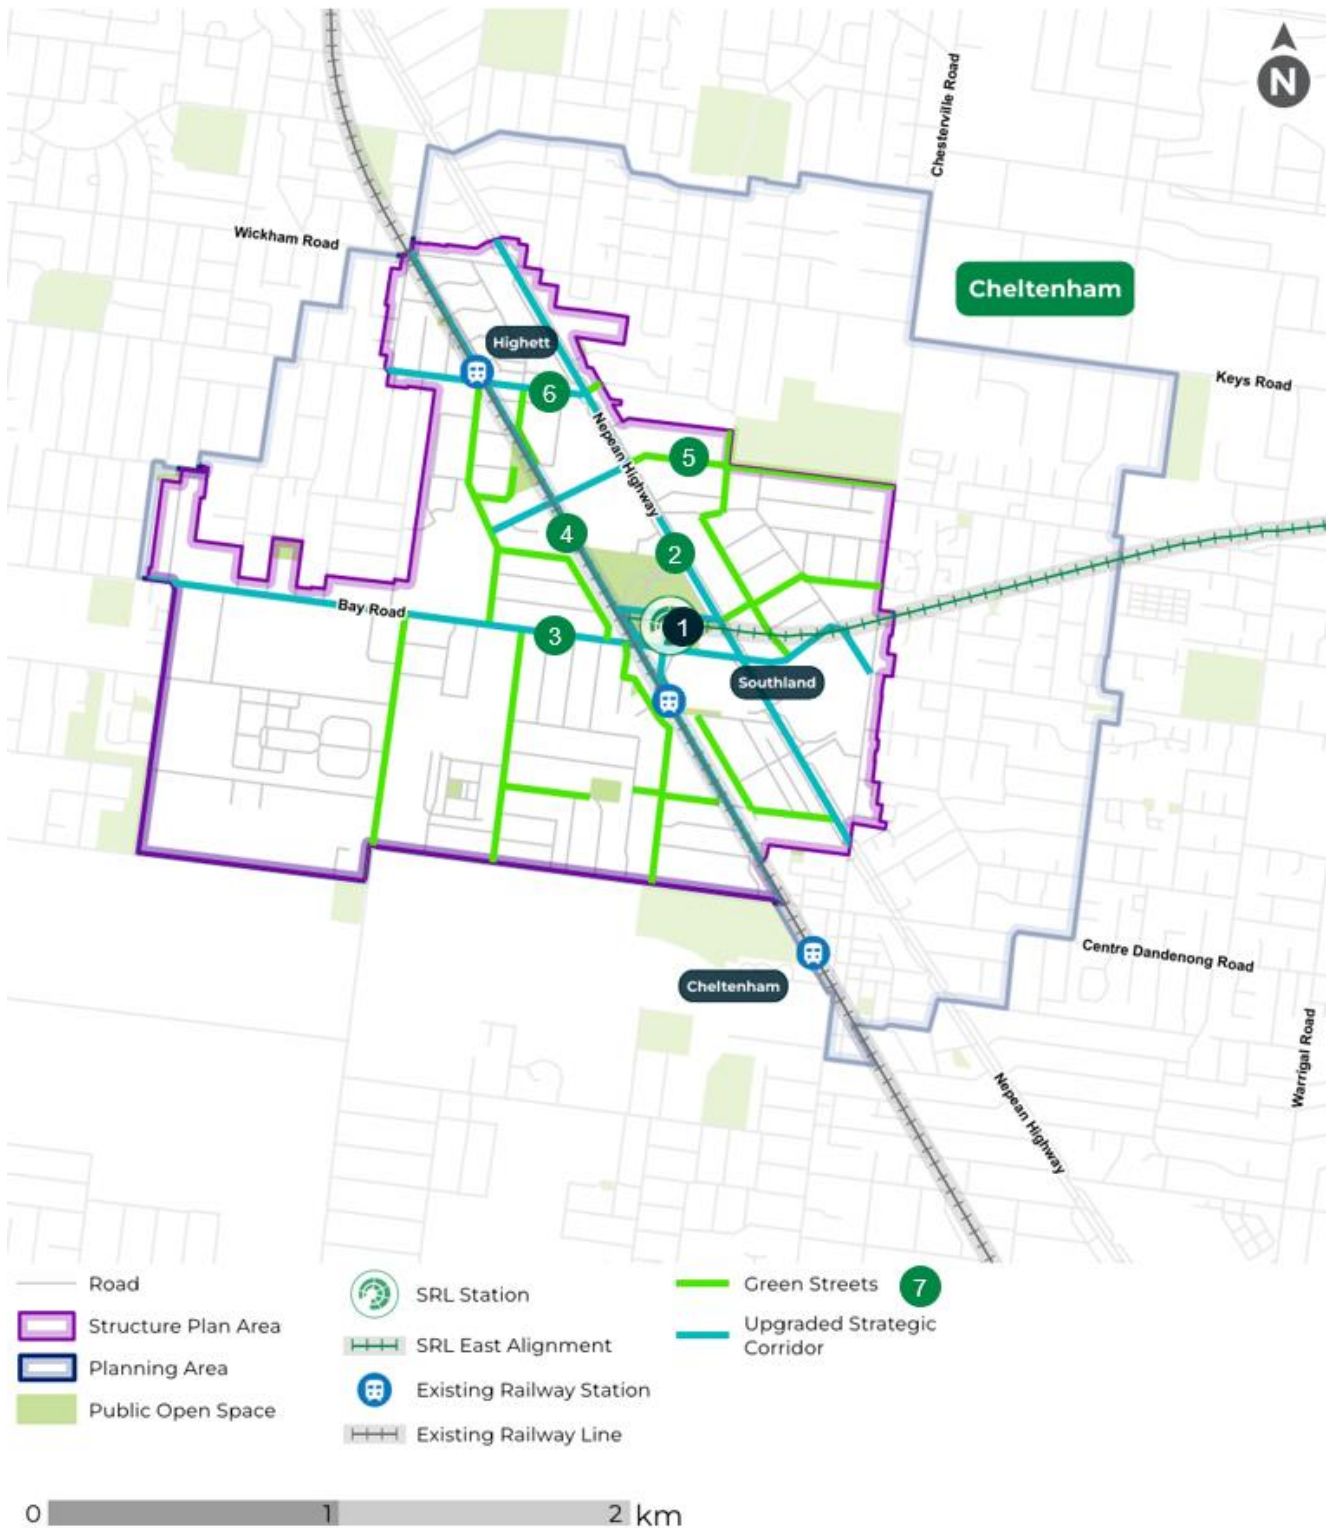 N
Chesterville Road
Wickham Road
Cheltenham
Highett
Keys Road
6
Nepean Highway
5
4
2
Bay Road
3
1
Southland
Centre Dandenong Road
Cheltenham
Warrigal Road
Nepean Highway
Road
Structure Plan Area
Planning Area
Public Open Space
SRL Station
SRL East Alignment
Existing Railway Station
Existing Railway Line
Green Streets 7
Upgraded Strategic
Corridor
0 1 2 km